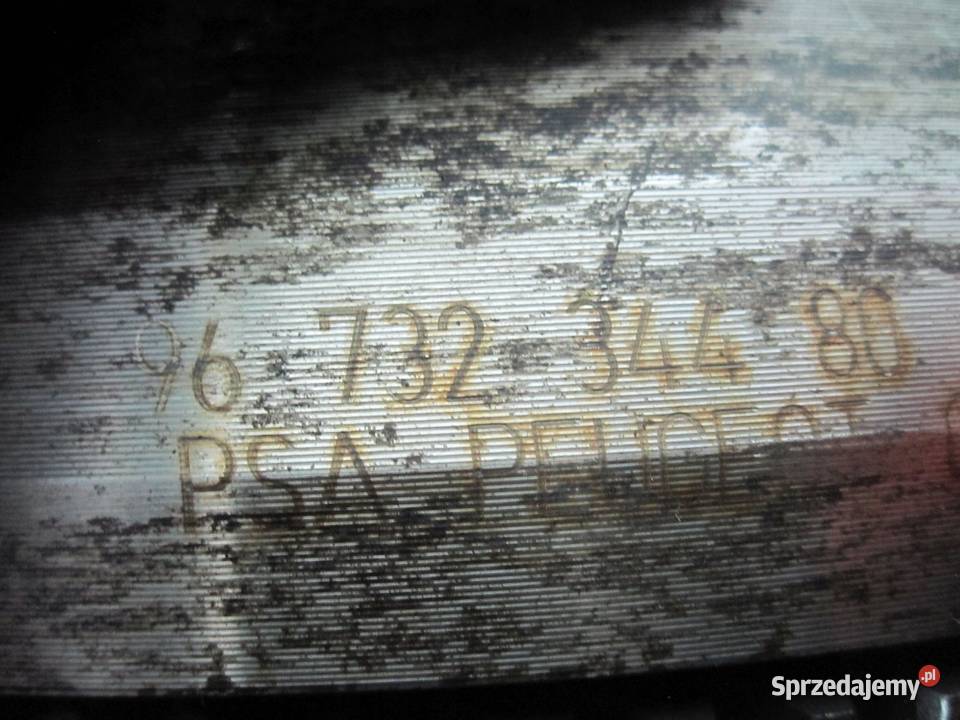 96 732 344 80
PSA PEUGEOT
Sprzedajemy.pl